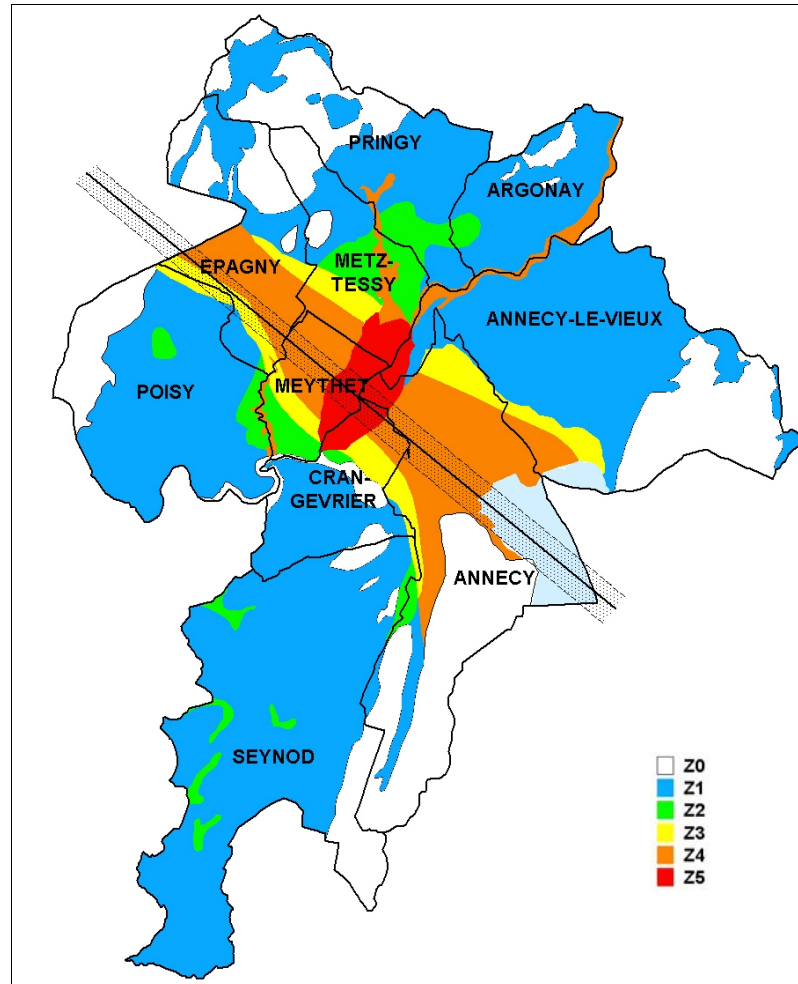 PRINGY
ARGONAY
EPAGNY
METZ-
TESSY
ANNECY-LE-VIEUX
POISY
MEYTHET
CRAN-
GEVRIER
ANNECY
SEYNOD
Z0
Z1
Z2
Z3
Z4
Z5